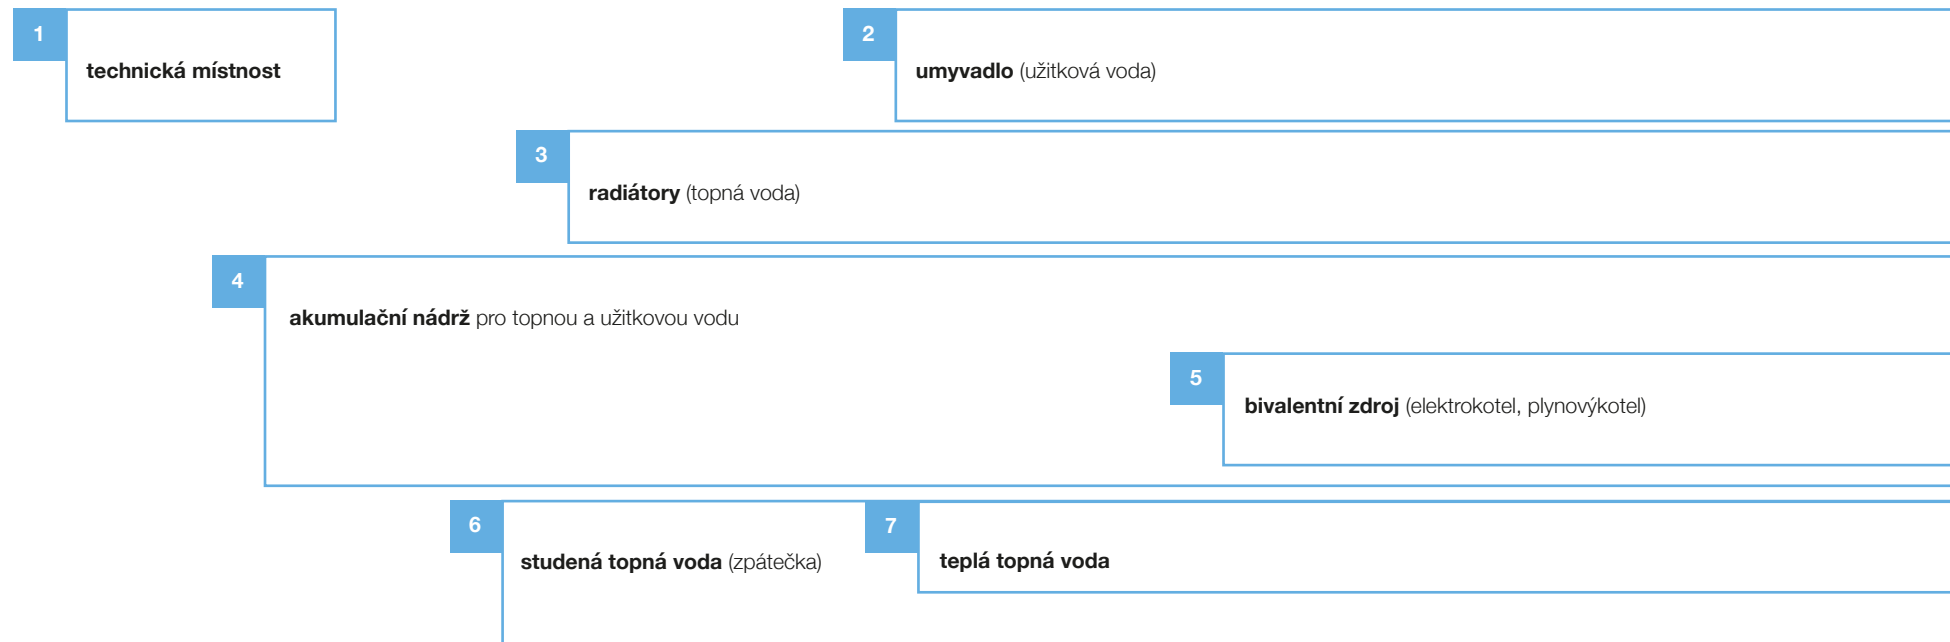 1
technická místnost
2
umyvadlo (užitková voda)
3
radiátory (topná voda)
4
akumulační nádrž pro topnou a užitkovou vodu
5
bivalentní zdroj (elektrokotel, plynovýkotel)
6
studená topná voda (zpátečka)
7
teplá topná voda